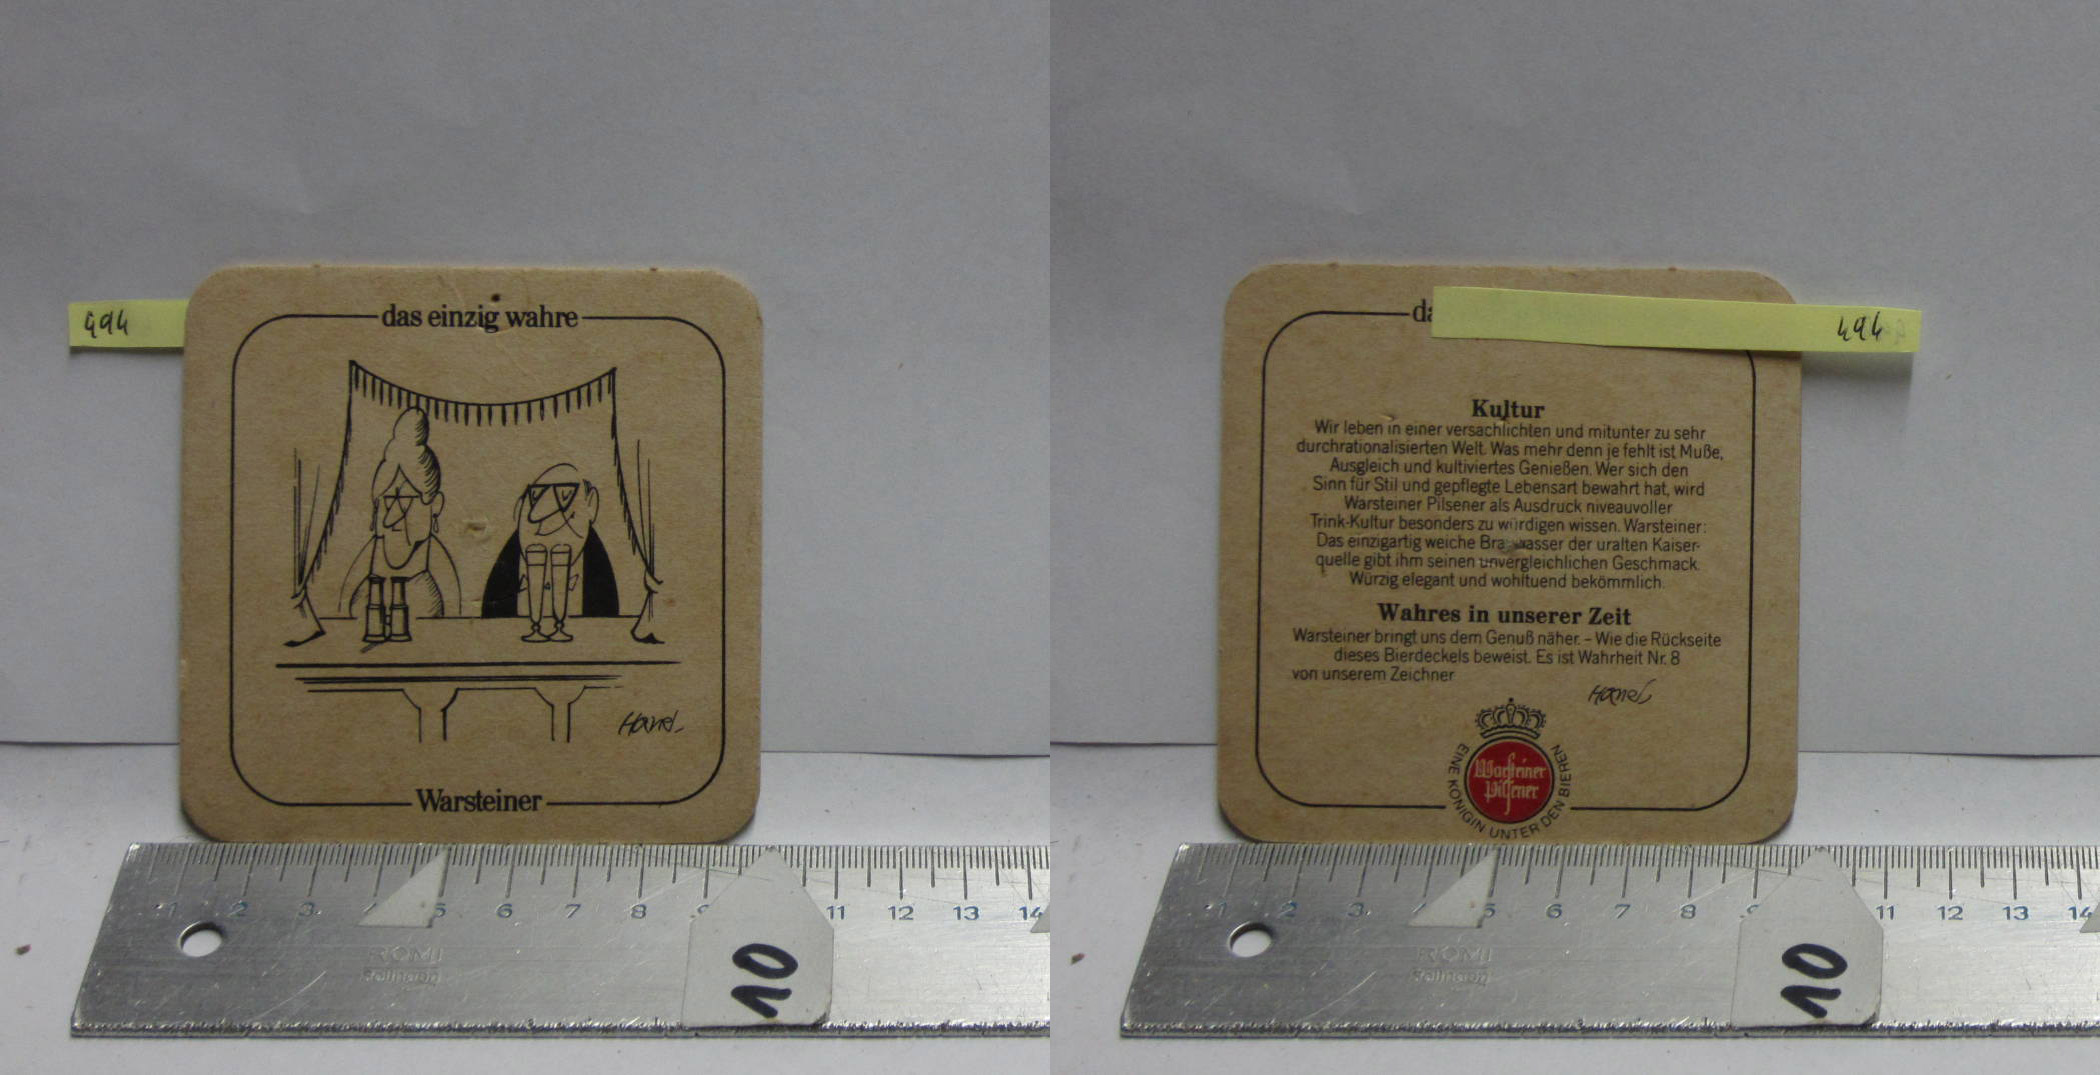 494
das einzig wahre
Hanel
Warsteiner
1 2 3 5 6 7 8 9 11 12 13 14
ROMI
10
494
da
Kultur
Wir leben in einer versachlichten und mitunter zu sehr
durchrationalisierten Welt. Was mehr denn je fehlt ist Muße,
Ausgleich und kultiviertes Genießen. Wer sich den
Sinn für Stil und gepflegte Lebensart bewahrt hat, wird
Warsteiner Pilsener als Ausdruck niveauvoller
Trink-Kultur besonders zu würdigen wissen. Warsteiner:
Das einzigartig weiche Brauwasser der uralten Kaiser-
quelle gibt ihm seinen unvergleichlichen Geschmack.
Würzig elegant und wohltuend bekömmlich.
Wahres in unserer Zeit
Warsteiner bringt uns dem Genuß näher. – Wie die Rückseite
dieses Bierdeckels beweist. Es ist Wahrheit Nr. 8
von unserem Zeichner
Hanel
Warsteiner
Pilsener
EINE KÖNIGIN UNTER DEN BIEREN
1 2 3 5 6 7 8 9 11 12 13 14
ROMI
10